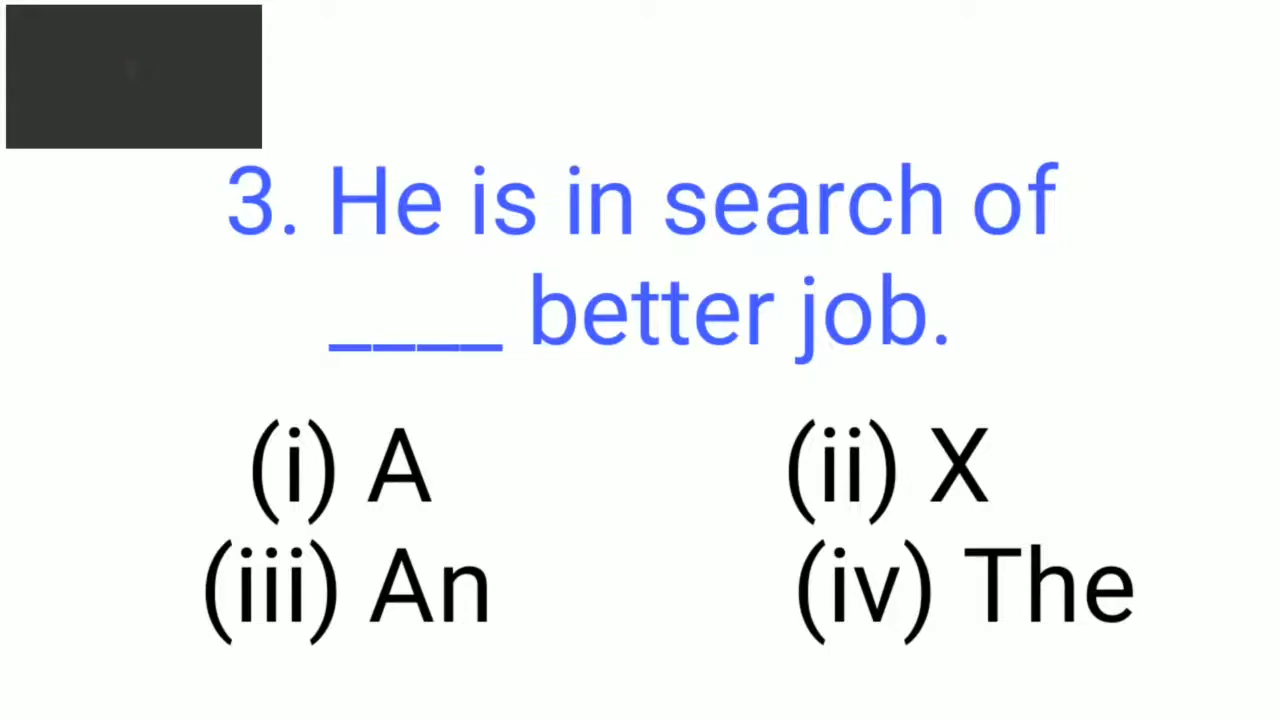 3. He is in search of
____ better job.
(i) A (ii) X
(iii) An (iv) The